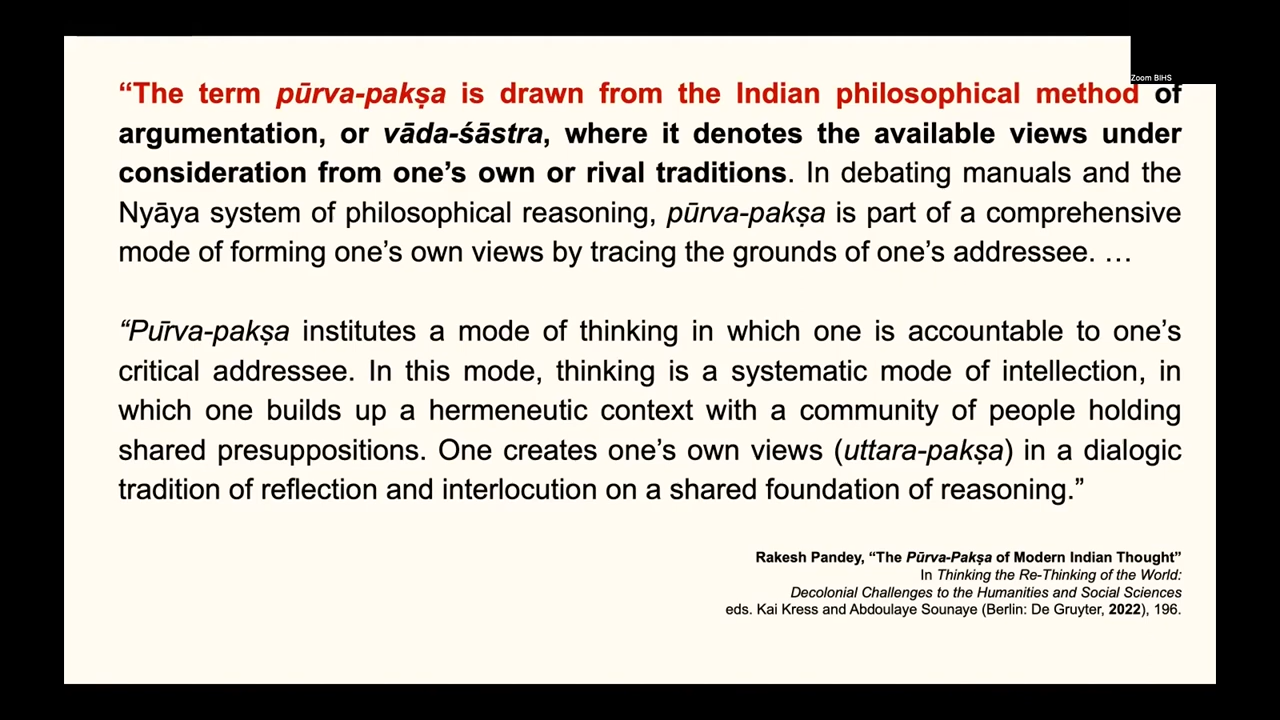 Zoom BIHS
“The term pūrva-pakṣa is drawn from the Indian philosophical method of
argumentation, or vāda-śāstra, where it denotes the available views under
consideration from one’s own or rival traditions. In debating manuals and the
Nyāya system of philosophical reasoning, pūrva-pakṣa is part of a comprehensive
mode of forming one’s own views by tracing the grounds of one’s addressee. …
“Pūrva-pakṣa institutes a mode of thinking in which one is accountable to one’s
critical addressee. In this mode, thinking is a systematic mode of intellection, in
which one builds up a hermeneutic context with a community of people holding
shared presuppositions. One creates one’s own views (uttara-pakṣa) in a dialogic
tradition of reflection and interlocution on a shared foundation of reasoning.”
Rakesh Pandey, “The Pūrva-Pakṣa of Modern Indian Thought”
In Thinking the Re-Thinking of the World:
Decolonial Challenges to the Humanities and Social Sciences
eds. Kai Kress and Abdoulaye Sounaye (Berlin: De Gruyter, 2022), 196.